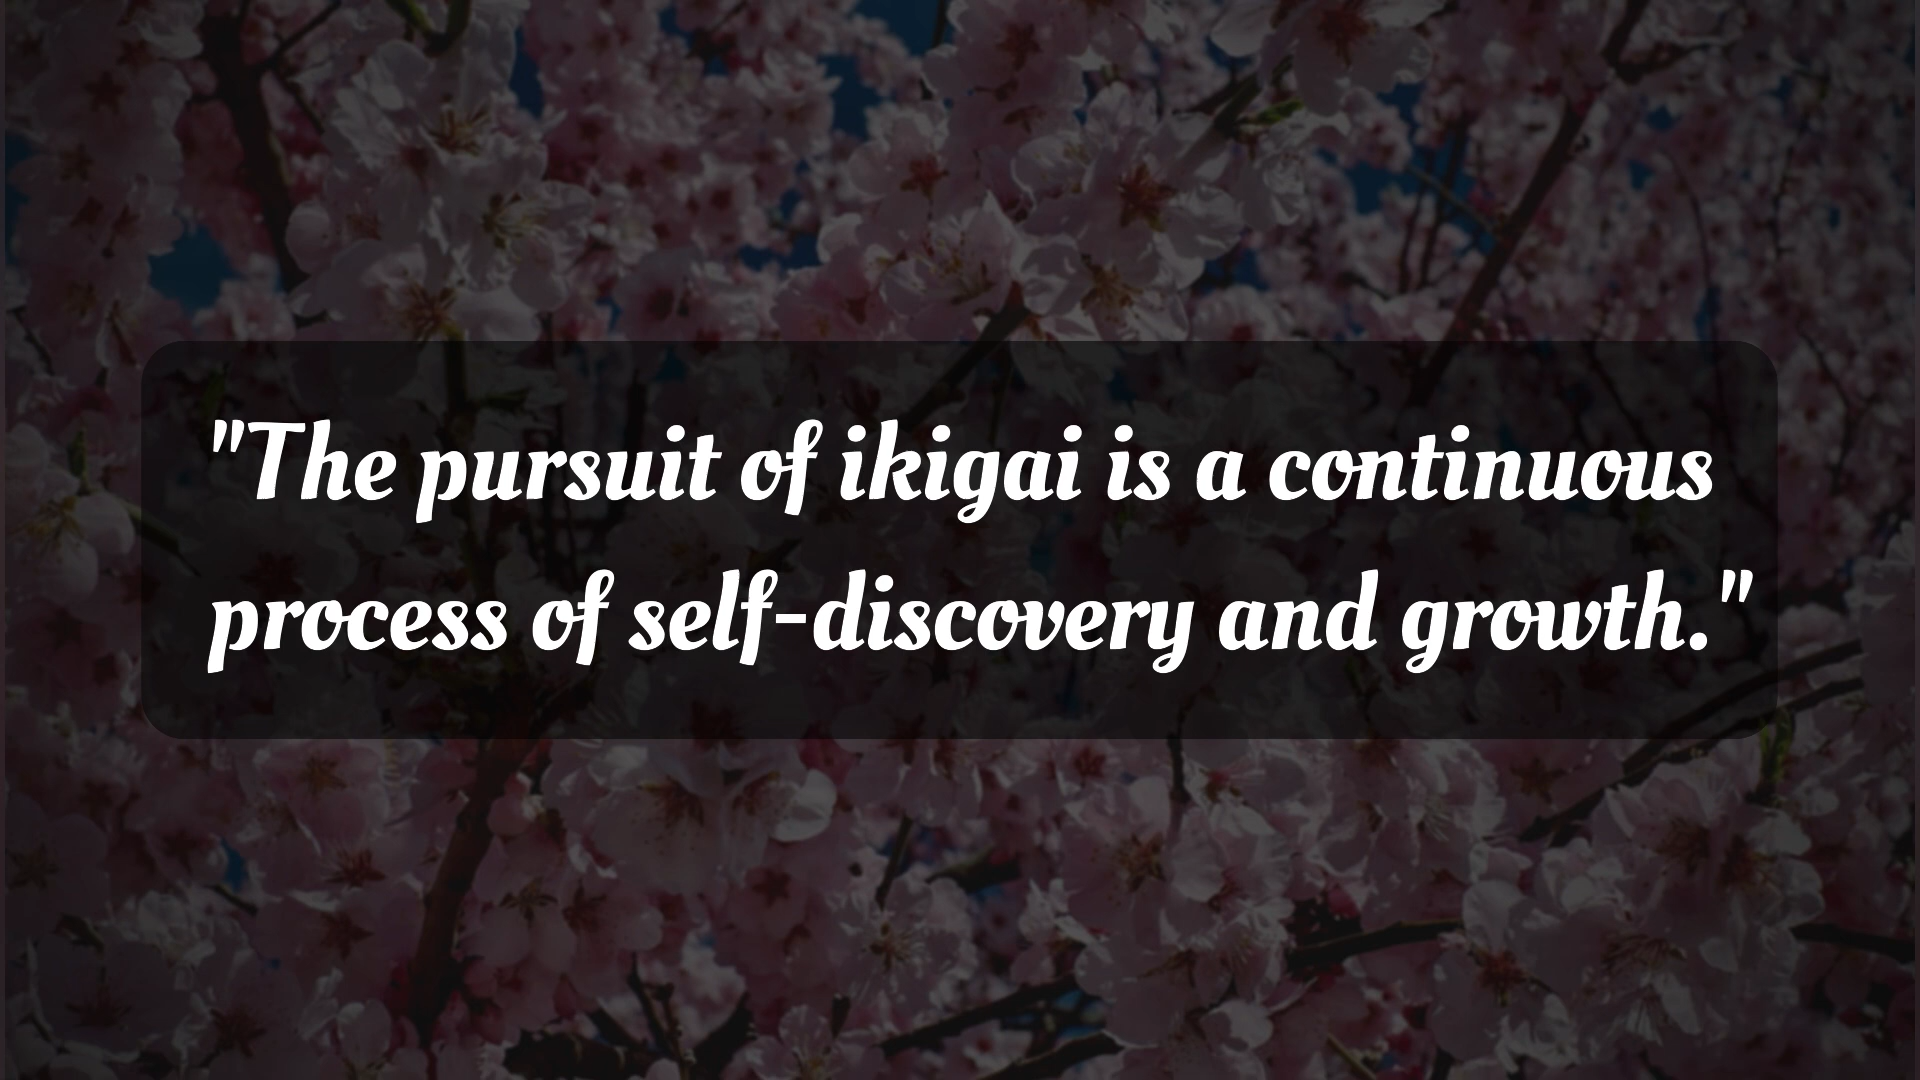 "The pursuit of ikigai is a continuous
process of self-discovery and growth."